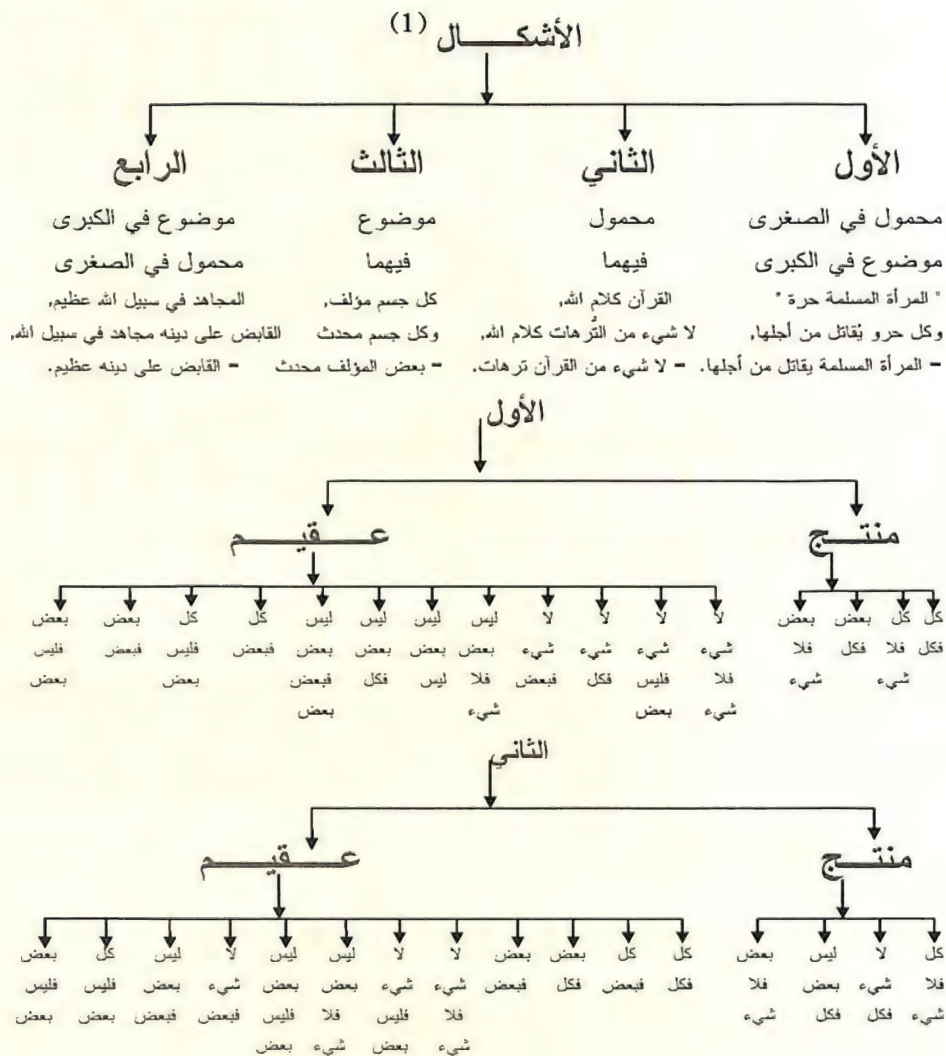 الأشكــــال (1)
الأول الثاني الثالث الرابع
محمول في الصغرى محمول موضوع موضوع في الكبرى
موضوع في الكبرى فيهما فيهما محمول في الصغرى
" المرأة المسلمة حرة " القرآن كلام الله, كل جسم مؤلف, المجاهد في سبيل الله عظيم,
وكل حرو يُقاتل من أجلها, لا شيء من التُرهات كلام الله, وكل جسم محدث القابض على دينه مجاهد في سبيل الله,
– المرأة المسلمة يقاتل من أجلها. – لا شيء من القرآن ترهات. – بعض المؤلف محدث – القابض على دينه عظيم.
الأول
منتــج عــــقيــــم
كل كل بعض بعض لا لا لا لا ليس ليس ليس ليس كل كل بعض بعض
فكل فلا فكل فلا شيء شيء شيء شيء بعض بعض بعض بعض فبعض فليس فبعض فليس
شيء شيء فلا فليس فكل فبعض فلا ليس فكل فبعض بعض بعض
شيء بعض شيء بعض
الثاني
منتــج عــــقيــــم
كل لا ليس بعض كل كل بعض بعض لا لا ليس ليس لا ليس كل بعض
فلا شيء بعض فلا فكل فبعض فكل فبعض شيء شيء بعض بعض شيء بعض فليس فليس
شيء فكل فكل شيء فلا فليس فلا فليس فبعض فبعض بعض بعض
شيء بعض شيء بعض